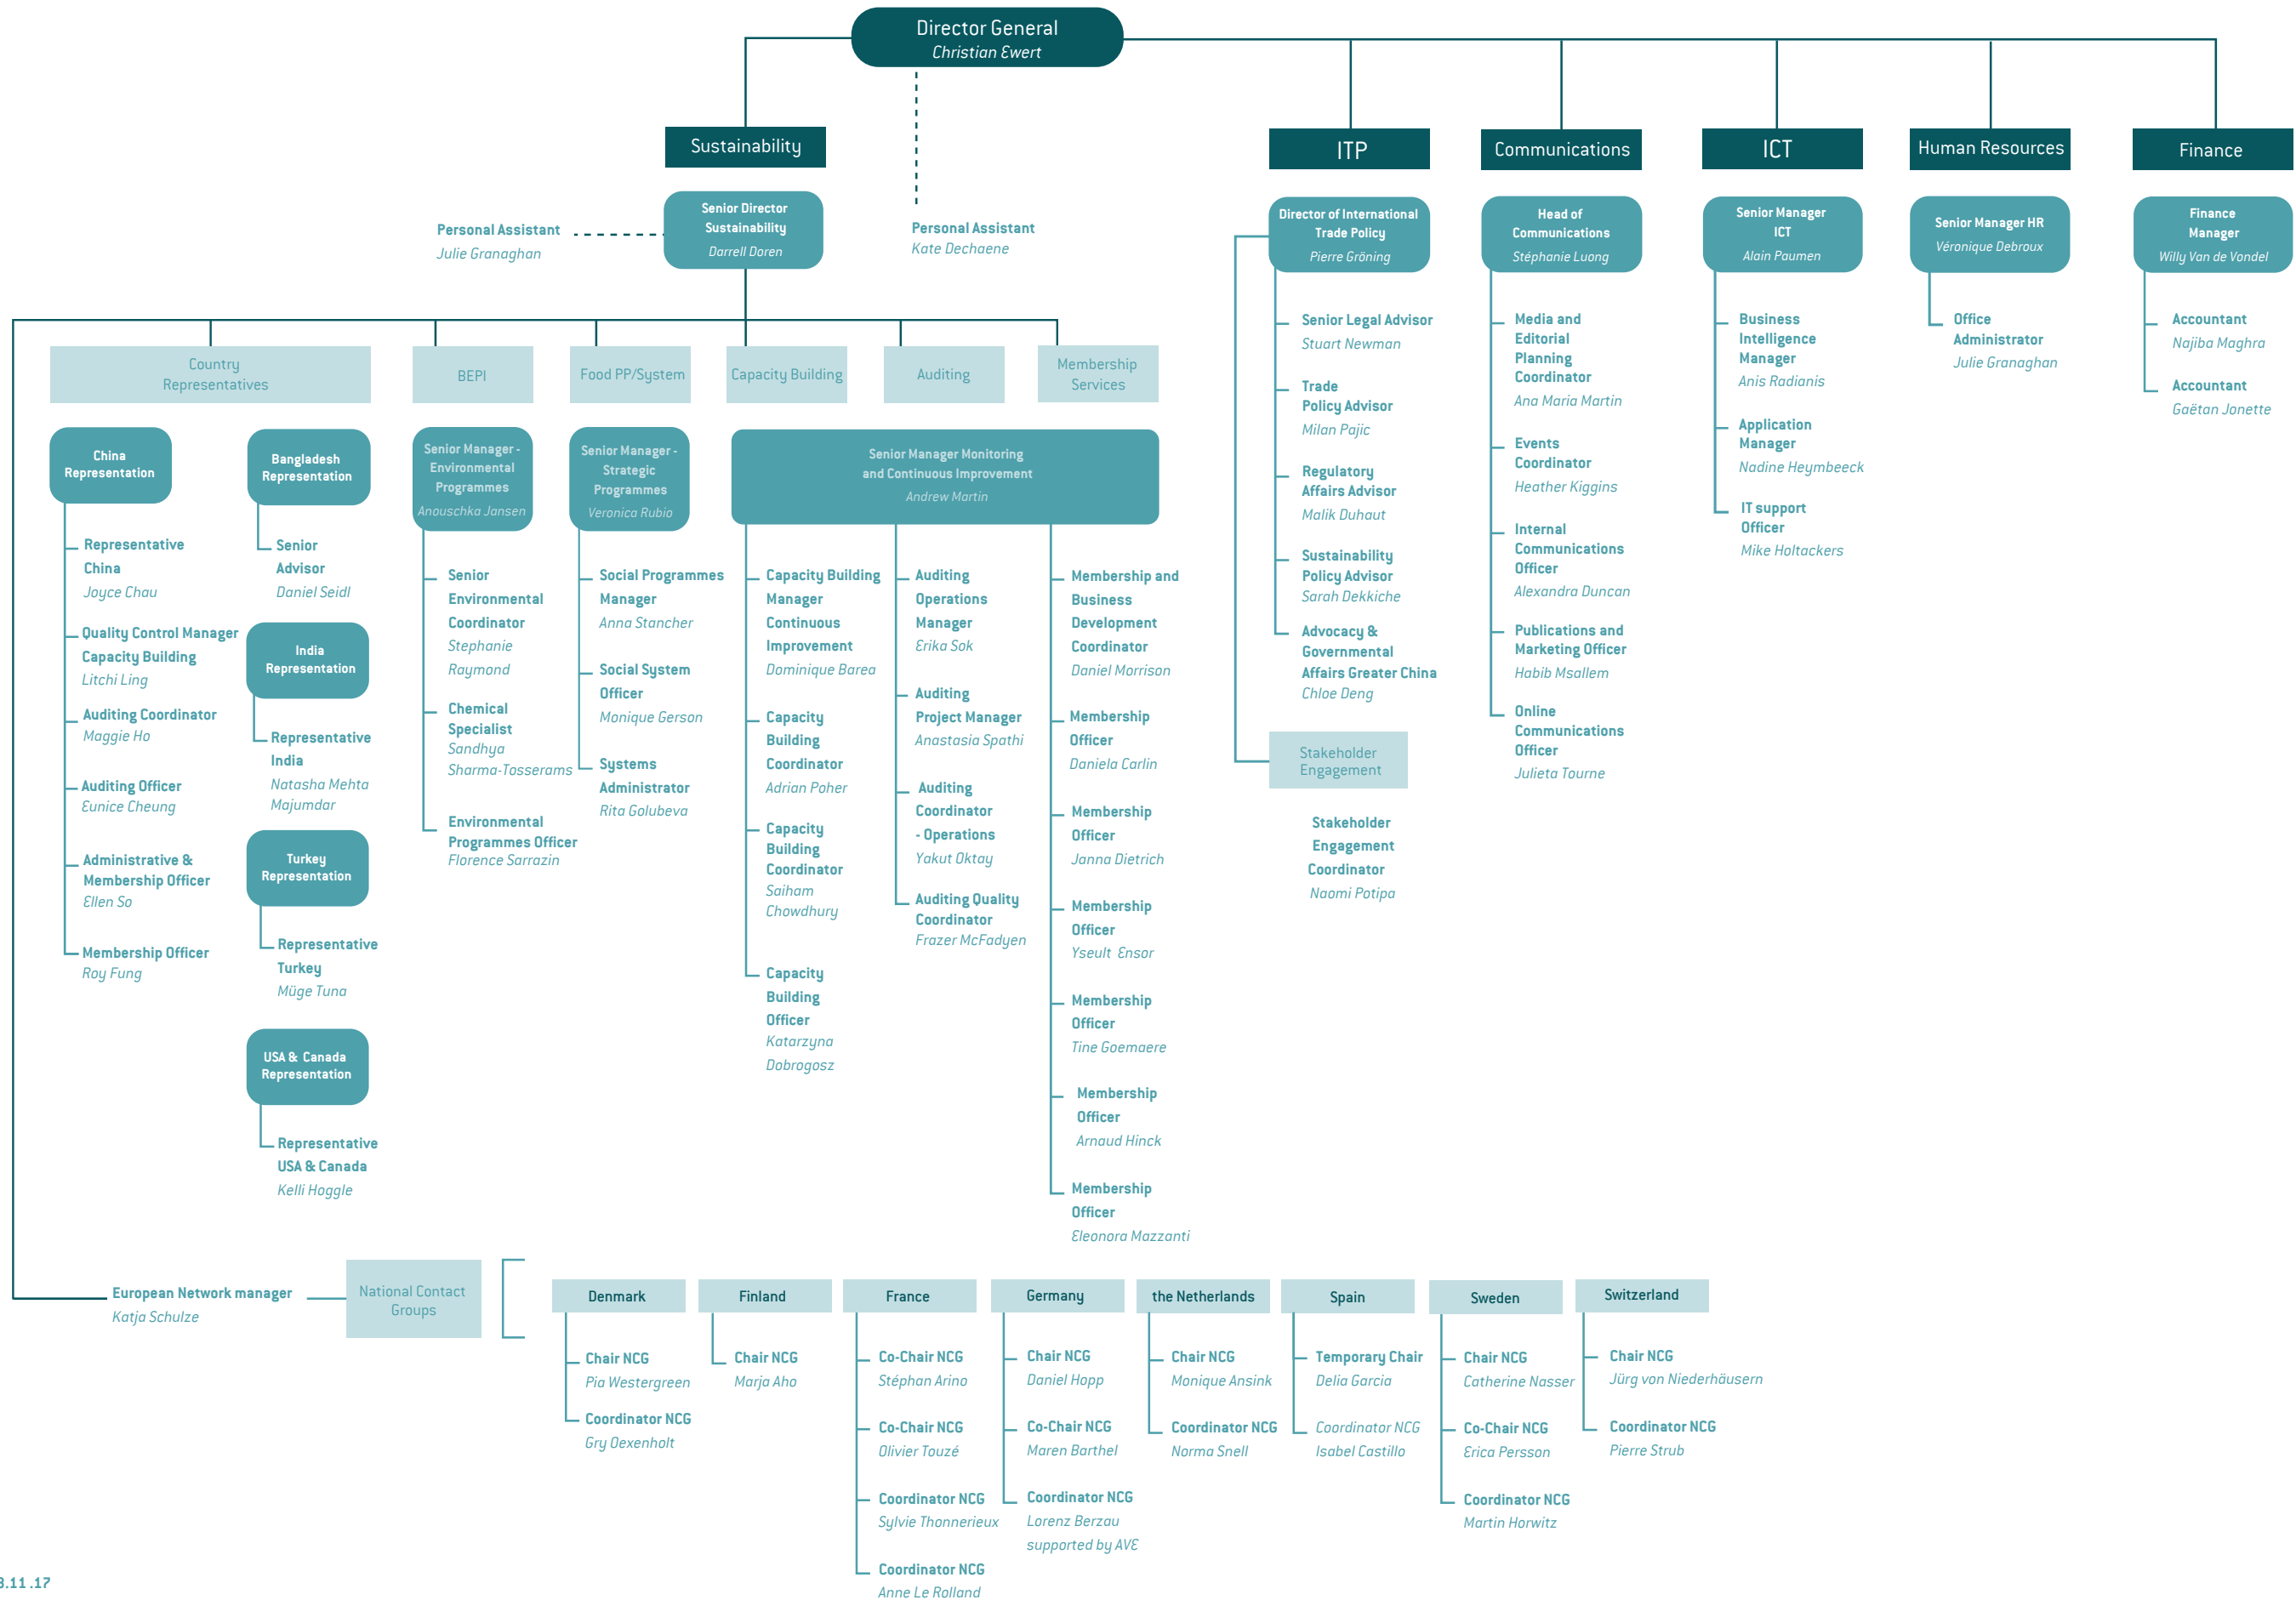 Director General
Christian Ewert
Sustainability
ITP
Communications
ICT
Human Resources
Finance
Senior Director
Sustainability
Darrell Doren
Personal Assistant
Julie Granaghan
Personal Assistant
Kate Dechaene
Director of International
Trade Policy
Pierre Gröning
Head of
Communications
Stéphanie Luong
Senior Manager
ICT
Alain Paumen
Senior Manager HR
Véronique Debroux
Finance
Manager
Willy Van de Vondel
Country
Representatives
BEPI
Food PP/System
Capacity Building
Auditing
Membership
Services
China
Representation
Representative
China
Joyce Chau
Quality Control Manager
Capacity Building
Litchi Ling
Auditing Coordinator
Maggie Ho
Auditing Officer
Eunice Cheung
Administrative &
Membership Officer
Ellen So
Membership Officer
Roy Fung
Bangladesh
Representation
Senior
Advisor
Daniel Seidl
India
Representation
Representative
India
Natasha Mehta
Majumdar
Turkey
Representation
Representative
Turkey
Müge Tuna
USA & Canada
Representation
Representative
USA & Canada
Kelli Hoggle
Senior Manager -
Environmental
Programmes
Anouschka Jansen
Senior
Environmental
Coordinator
Stephanie
Raymond
Chemical
Specialist
Sandhya
Sharma-Tosserams
Environmental
Programmes Officer
Florence Sarrazin
Senior Manager -
Strategic
Programmes
Veronica Rubio
Social Programmes
Manager
Anna Stancher
Social System
Officer
Monique Gerson
Systems
Administrator
Rita Golubeva
Senior Manager Monitoring
and Continuous Improvement
Andrew Martin
Capacity Building
Manager
Continuous
Improvement
Dominique Barea
Capacity
Building
Coordinator
Adrian Poher
Capacity
Building
Coordinator
Saiham
Chowdhury
Capacity
Building
Officer
Katarzyna
Dobrogosz
Auditing
Operations
Manager
Erika Sok
Auditing
Project Manager
Anastasia Spathi
Auditing
Coordinator
- Operations
Yakut Oktay
Auditing Quality
Coordinator
Frazer McFadyen
Membership and
Business
Development
Coordinator
Daniel Morrison
Membership
Officer
Daniela Carlin
Membership
Officer
Janna Dietrich
Membership
Officer
Yseult Ensor
Membership
Officer
Tine Goemaere
Membership
Officer
Arnaud Hinck
Membership
Officer
Eleonora Mazzanti
Senior Legal Advisor
Stuart Newman
Trade
Policy Advisor
Milan Pajic
Regulatory
Affairs Advisor
Malik Duhaut
Sustainability
Policy Advisor
Sarah Dekkiche
Advocacy &
Governmental
Affairs Greater China
Chloe Deng
Stakeholder
Engagement
Stakeholder
Engagement
Coordinator
Naomi Potipa
Media and
Editorial
Planning
Coordinator
Ana Maria Martin
Events
Coordinator
Heather Kiggins
Internal
Communications
Officer
Alexandra Duncan
Publications and
Marketing Officer
Habib Msallem
Online
Communications
Officer
Julieta Tourne
Business
Intelligence
Manager
Anis Radianis
Application
Manager
Nadine Heymbeeck
IT support
Officer
Mike Holtackers
Office
Administrator
Julie Granaghan
Accountant
Najiba Maghra
Accountant
Gaëtan Jonette
European Network manager
Katja Schulze
National Contact
Groups
Denmark
Chair NCG
Pia Westergreen
Coordinator NCG
Gry Oexenholt
Finland
Chair NCG
Marja Aho
France
Co-Chair NCG
Stéphan Arino
Co-Chair NCG
Olivier Touzé
Coordinator NCG
Sylvie Thonnerieux
Coordinator NCG
Anne Le Rolland
Germany
Chair NCG
Daniel Hopp
Co-Chair NCG
Maren Barthel
Coordinator NCG
Lorenz Berzau
supported by AVE
the Netherlands
Chair NCG
Monique Ansink
Coordinator NCG
Norma Snell
Spain
Temporary Chair
Delia Garcia
Coordinator NCG
Isabel Castillo
Sweden
Chair NCG
Catherine Nasser
Co-Chair NCG
Erica Persson
Coordinator NCG
Martin Horwitz
Switzerland
Chair NCG
Jürg von Niederhäusern
Coordinator NCG
Pierre Strub
3.11.17